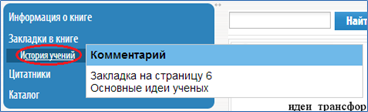 Информация о книге
Найт
Закладки в книге
История учений
Комментарий
Закладка на страницу 6
Основные идеи ученых
Цитатники
Каталог
идеи трансфор